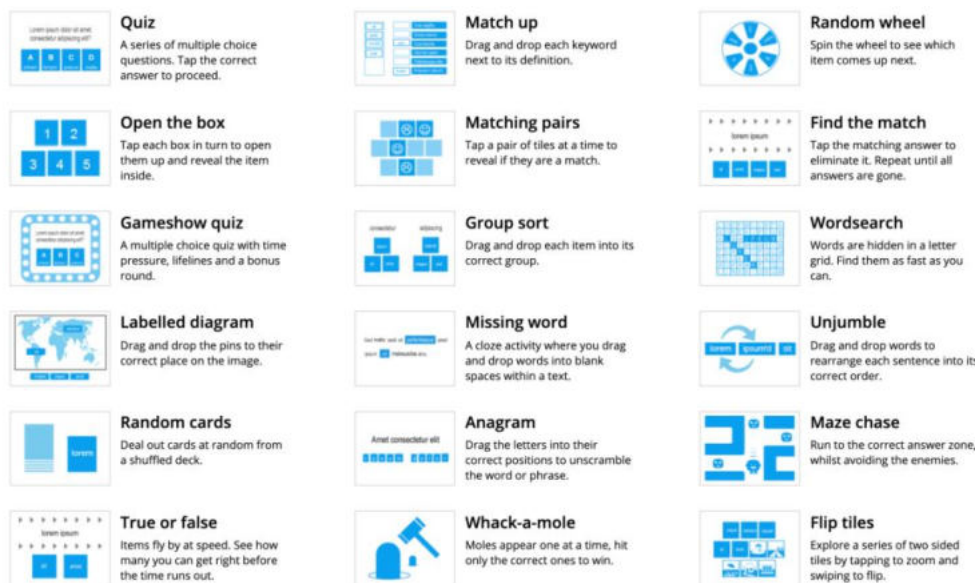 Quiz
A series of multiple choice
questions. Tap the correct
answer to proceed.
Match up
Drag and drop each keyword
next to its definition.
Random wheel
Spin the wheel to see which
item comes up next.
1 2
3 4 5
Open the box
Tap each box in turn to open
them up and reveal the item
inside.
Matching pairs
Tap a pair of tiles at a time to
reveal if they are a match.
lorem ipsum
Find the match
Tap the matching answer to
eliminate it. Repeat until all
answers are gone.
Gameshow quiz
A multiple choice quiz with time
pressure, lifelines and a bonus
round.
Group sort
Drag and drop each item into its
correct group.
Wordsearch
Words are hidden in a letter
grid. Find them as fast as you
can.
Labelled diagram
Drag and drop the pins to their
correct place on the image.
Missing word
A cloze activity where you drag
and drop words into blank
spaces within a text.
lorem ipsum'd sit
Unjumble
Drag and drop words to
rearrange each sentence into its
correct order.
lorem
Random cards
Deal out cards at random from
a shuffled deck.
Amet consectetur elit
Anagram
Drag the letters into their
correct positions to unscramble
the word or phrase.
Maze chase
Run to the correct answer zone,
whilst avoiding the enemies.
lorem ipsum
True or false
Items fly by at speed. See how
many you can get right before
the time runs out.
Whack-a-mole
Moles appear one at a time, hit
only the correct ones to win.
Flip tiles
Explore a series of two sided
tiles by tapping to zoom and
swiping to flip.